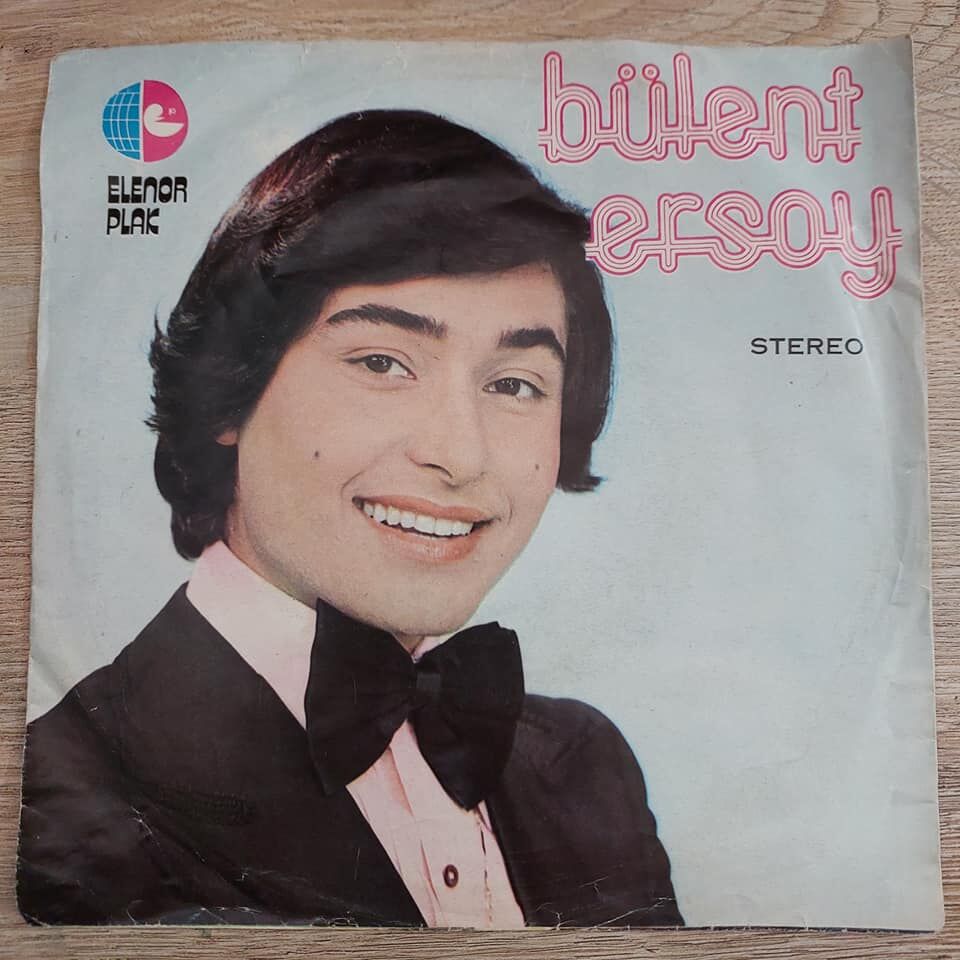 bülent
ersoy
ELENOR
PLAK
STEREO